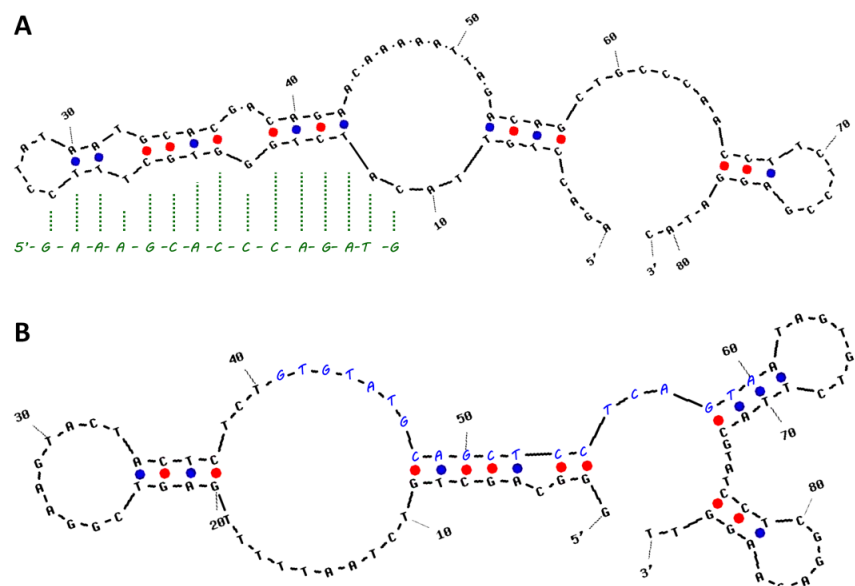 A
50
60
40
30
70
A C A A A A T T A G
C T G C C C A A
T A T A A T G C A C G A C A G A
A C A G
C C T T C T
C C T T T C G T G G G T C T
A C A T T G T C C A G A
G G A G C C
C A T A
10
5'
3'
80
5'- G - A - A - A - G - C - A - C - C - C - A - G - A - T - G
B
40
60
30
50
70
80
20
10
T C T G T G T A T G
C A G C T C C
T C A G T A A
T A G T G T C T
G T A C T A C T C
A A G G C T G A G
T T T T T A A T C T
G T C G A C G G G
5'
3'